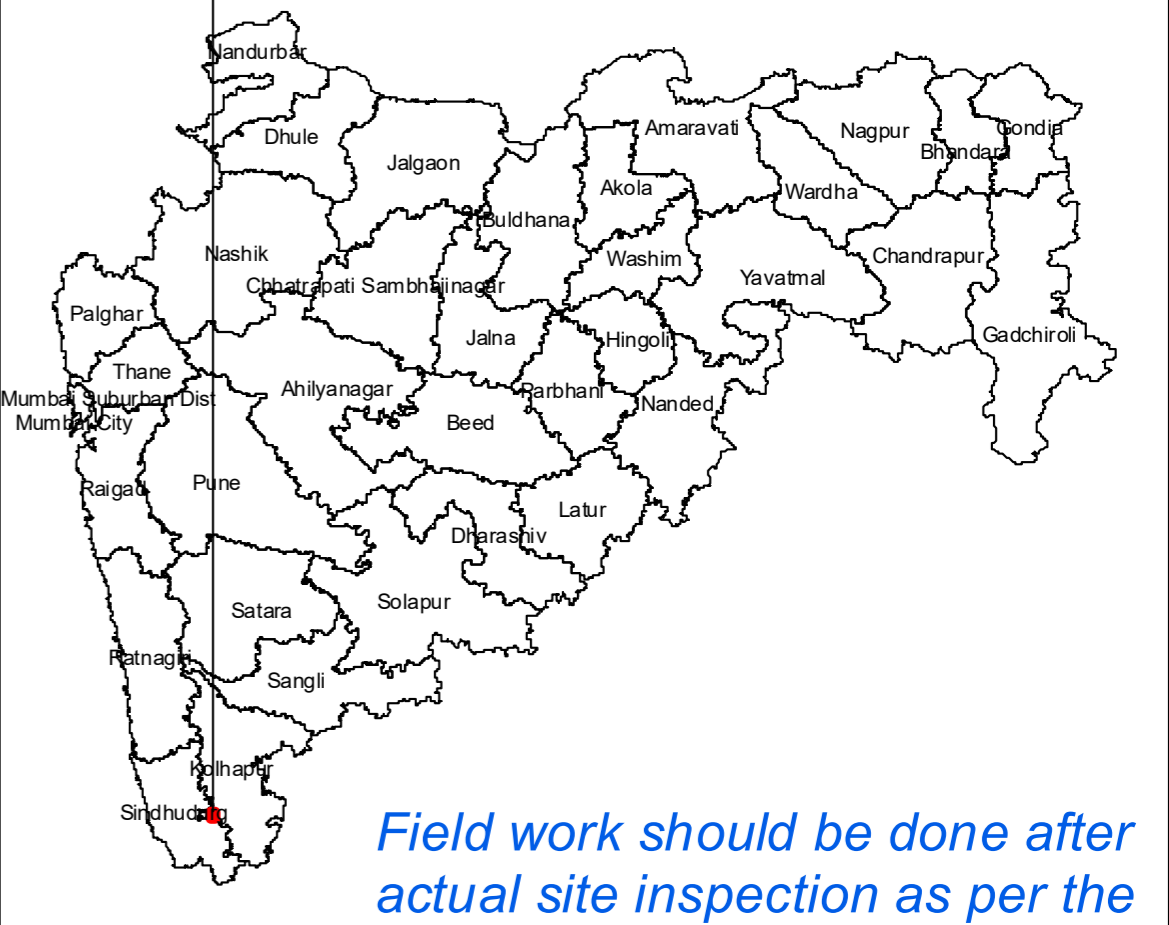 Nandurbar
Dhule
Jalgaon
Amaravati
Nagpur
Gondia
Bhandara
Akola
Wardha
Buldhana
Nashik
Washim
Chandrapur
Chhatrapati Sambhajinagar
Yavatmal
Palghar
Jalna
Hingoli
Gadchiroli
Thane
Ahilyanagar
Parbhani
Mumbai Suburban Dist
Nanded
Mumbai City
Beed
Raigad
Pune
Latur
Dharashiv
Solapur
Satara
Ratnagiri
Sangli
Kolhapur
Sindhudurg
Field work should be done after
actual site inspection as per the